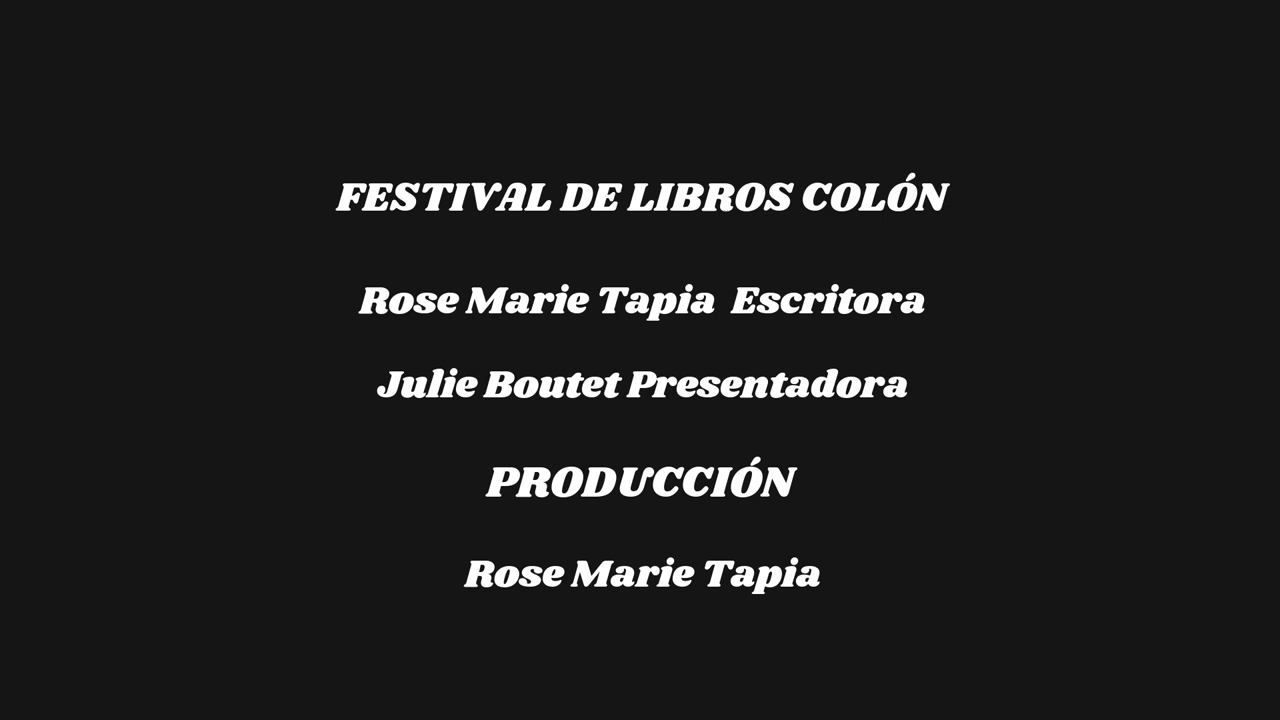 FESTIVAL DE LIBROS COLÓN
Rose Marie Tapia Escritora
Julie Boutet Presentadora
PRODUCCIÓN
Rose Marie Tapia